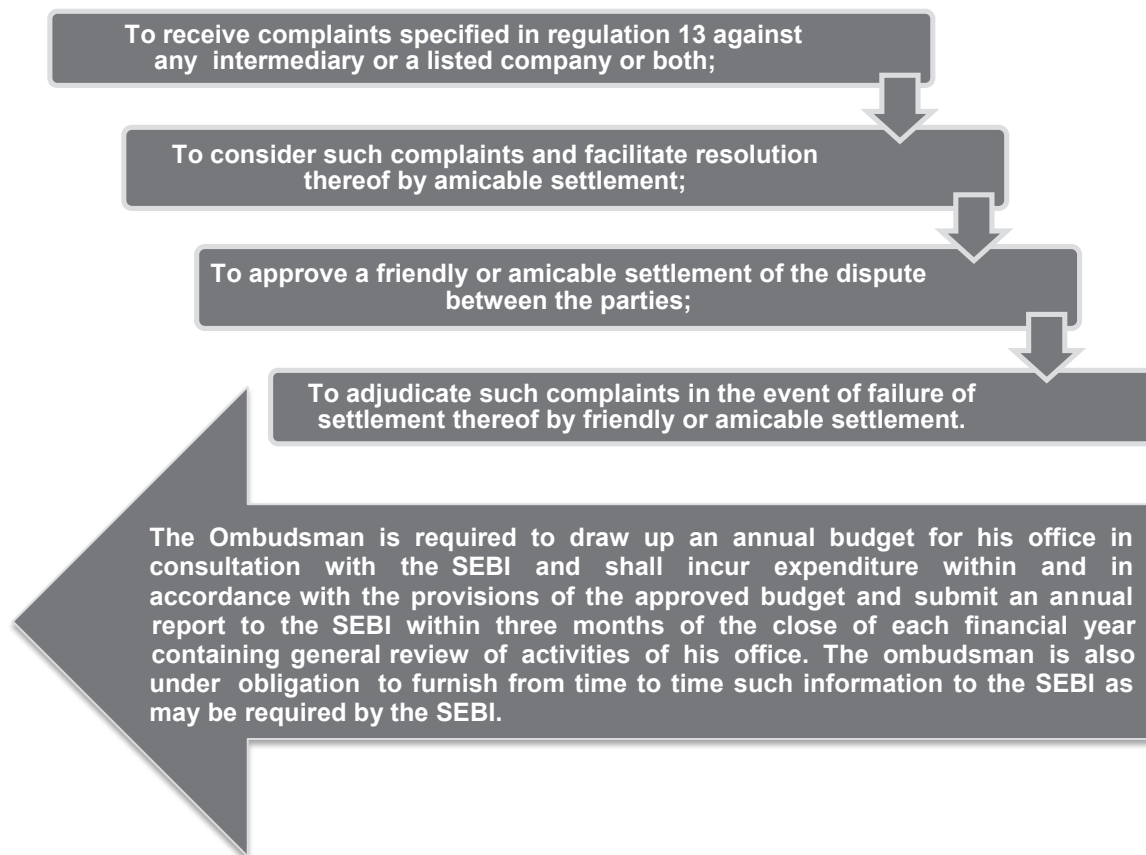 To receive complaints specified in regulation 13 against
any intermediary or a listed company or both;
To consider such complaints and facilitate resolution
thereof by amicable settlement;
To approve a friendly or amicable settlement of the dispute
between the parties;
To adjudicate such complaints in the event of failure of
settlement thereof by friendly or amicable settlement.
The Ombudsman is required to draw up an annual budget for his office in
consultation with the SEBI and shall incur expenditure within and in
accordance with the provisions of the approved budget and submit an annual
report to the SEBI within three months of the close of each financial year
containing general review of activities of his office. The ombudsman is also
under obligation to furnish from time to time such information to the SEBI as
may be required by the SEBI.